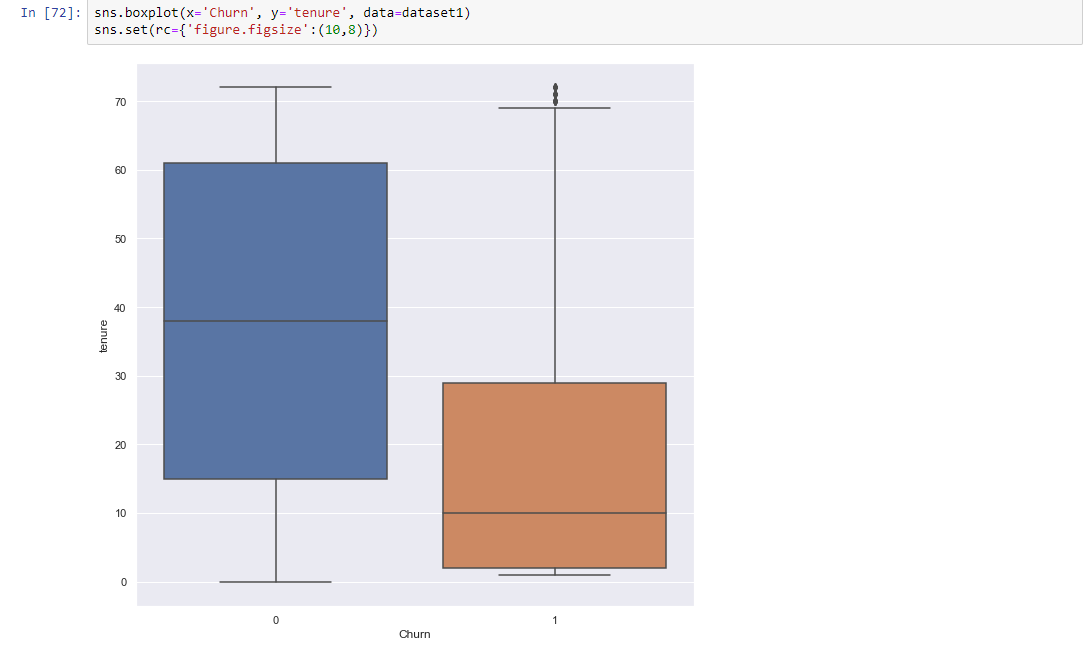 In [72]: sns.boxplot(x='Churn', y='tenure', data=dataset1)
sns.set(rc={'figure.figsize':(10,8)})
70
60
50
40
tenure
30
20
10
0
0 1
Churn